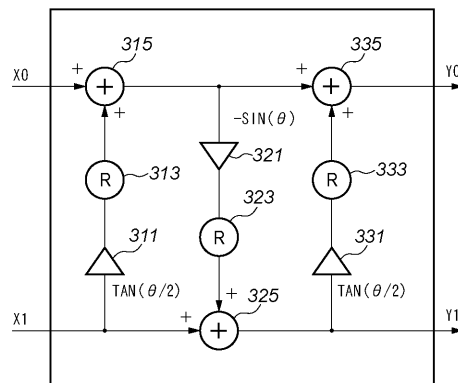 315
335
X0
+
+
+
Y0
+
+
+
-SIN(θ)
321
R
313
R
333
323
R
311
331
+
325
TAN(θ/2)
TAN(θ/2)
X1
+
+
Y1